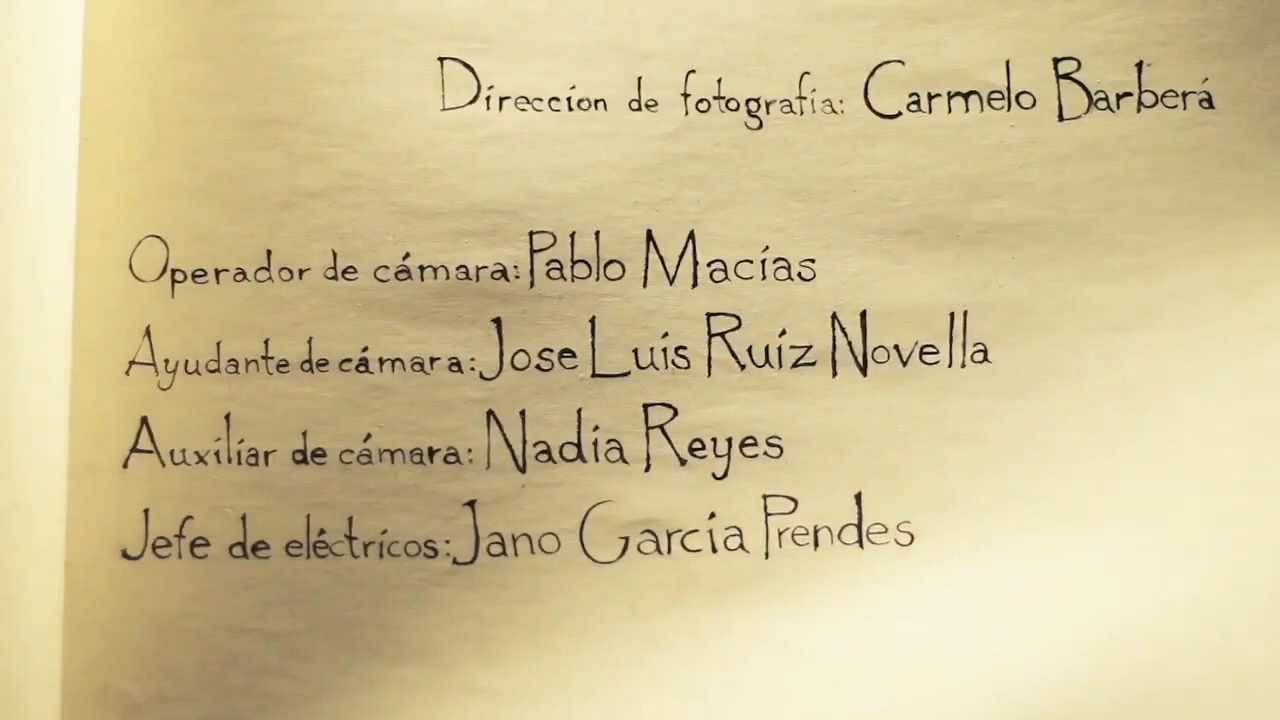 Direccion de fotografía: Carmelo Barberá
Operador de cámara: Pablo Macías
Ayudante de cámara: Jose Luis Ruíz Novella
Auxiliar de cámara: Nadia Reyes
Jefe de eléctricos: Jano García Prendes